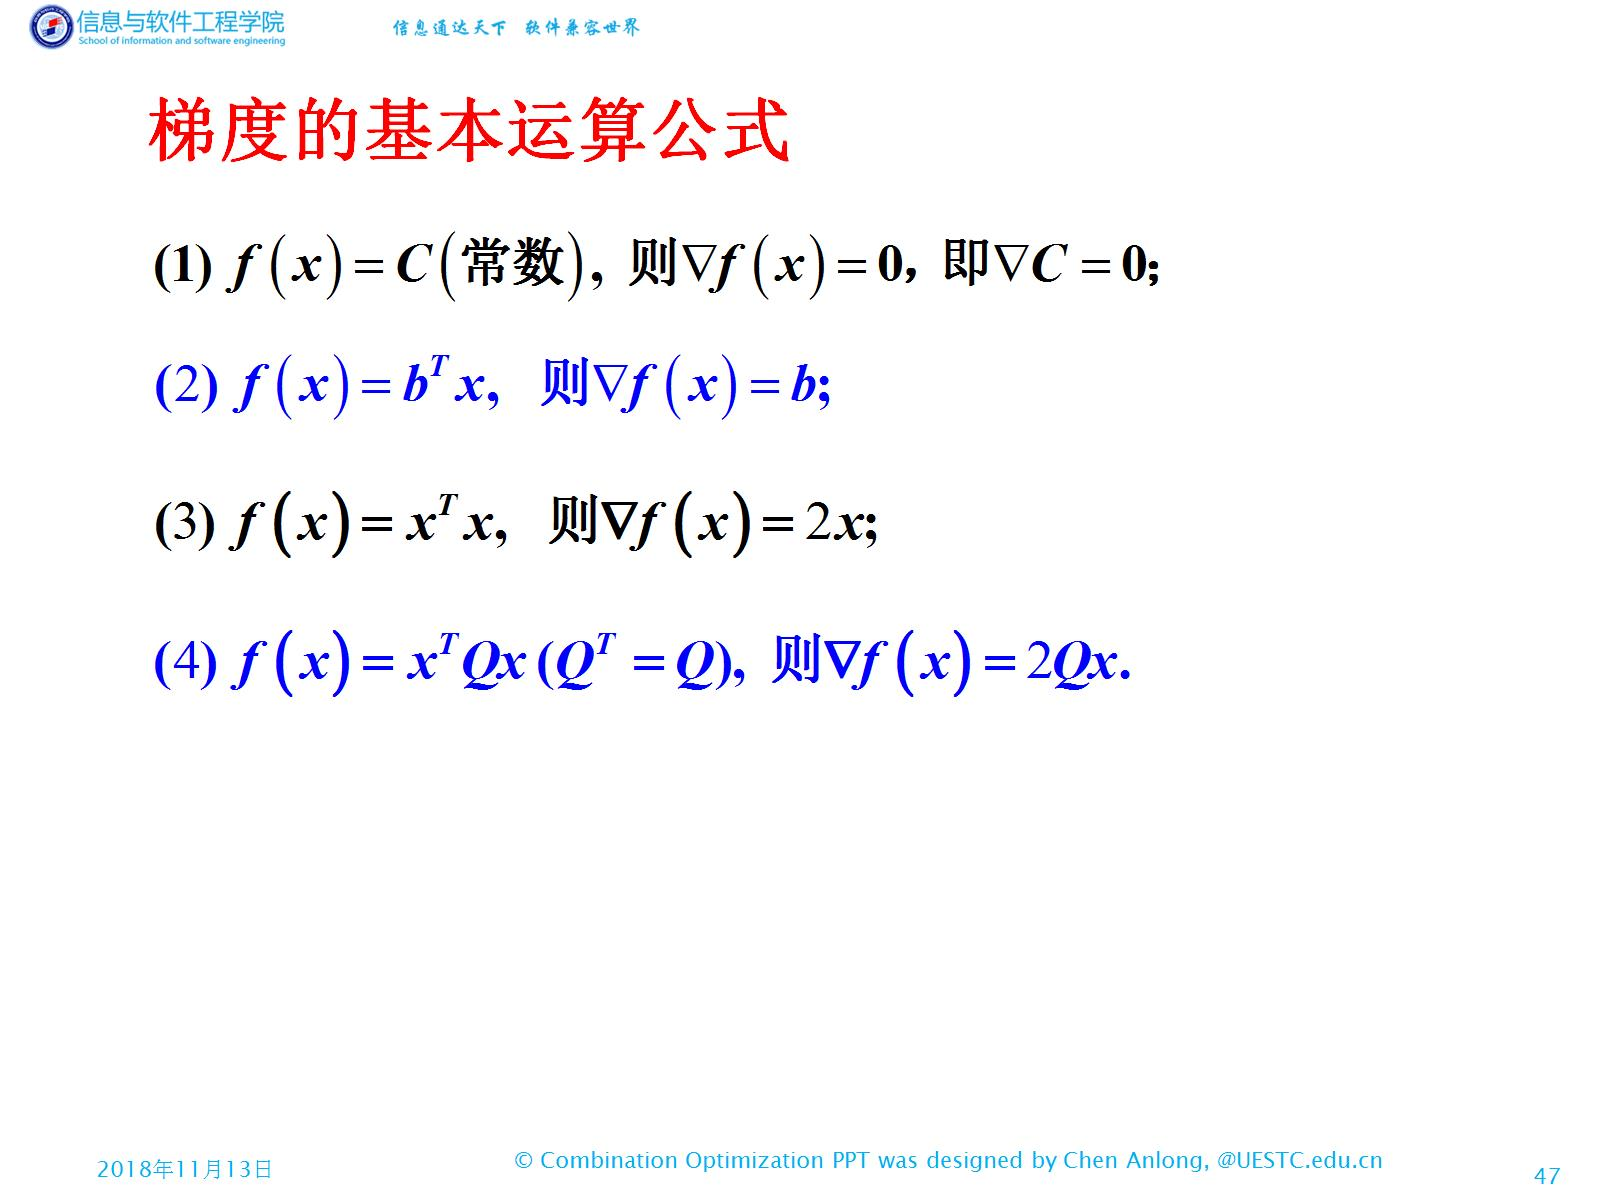 信息与软件工程学院
School of information and software engineering
信息通达天下 软件兼容世界
梯度的基本运算公式
(1) f(x) = C(常数), 则∇f(x) = 0，即∇C = 0;
(2) f(x) = b^T x, 则∇f(x) = b;
(3) f(x) = x^T x, 则∇f(x) = 2x;
(4) f(x) = x^T Qx (Q^T = Q), 则∇f(x) = 2Qx.
2018年11月13日
© Combination Optimization PPT was designed by Chen Anlong, @UESTC.edu.cn
47